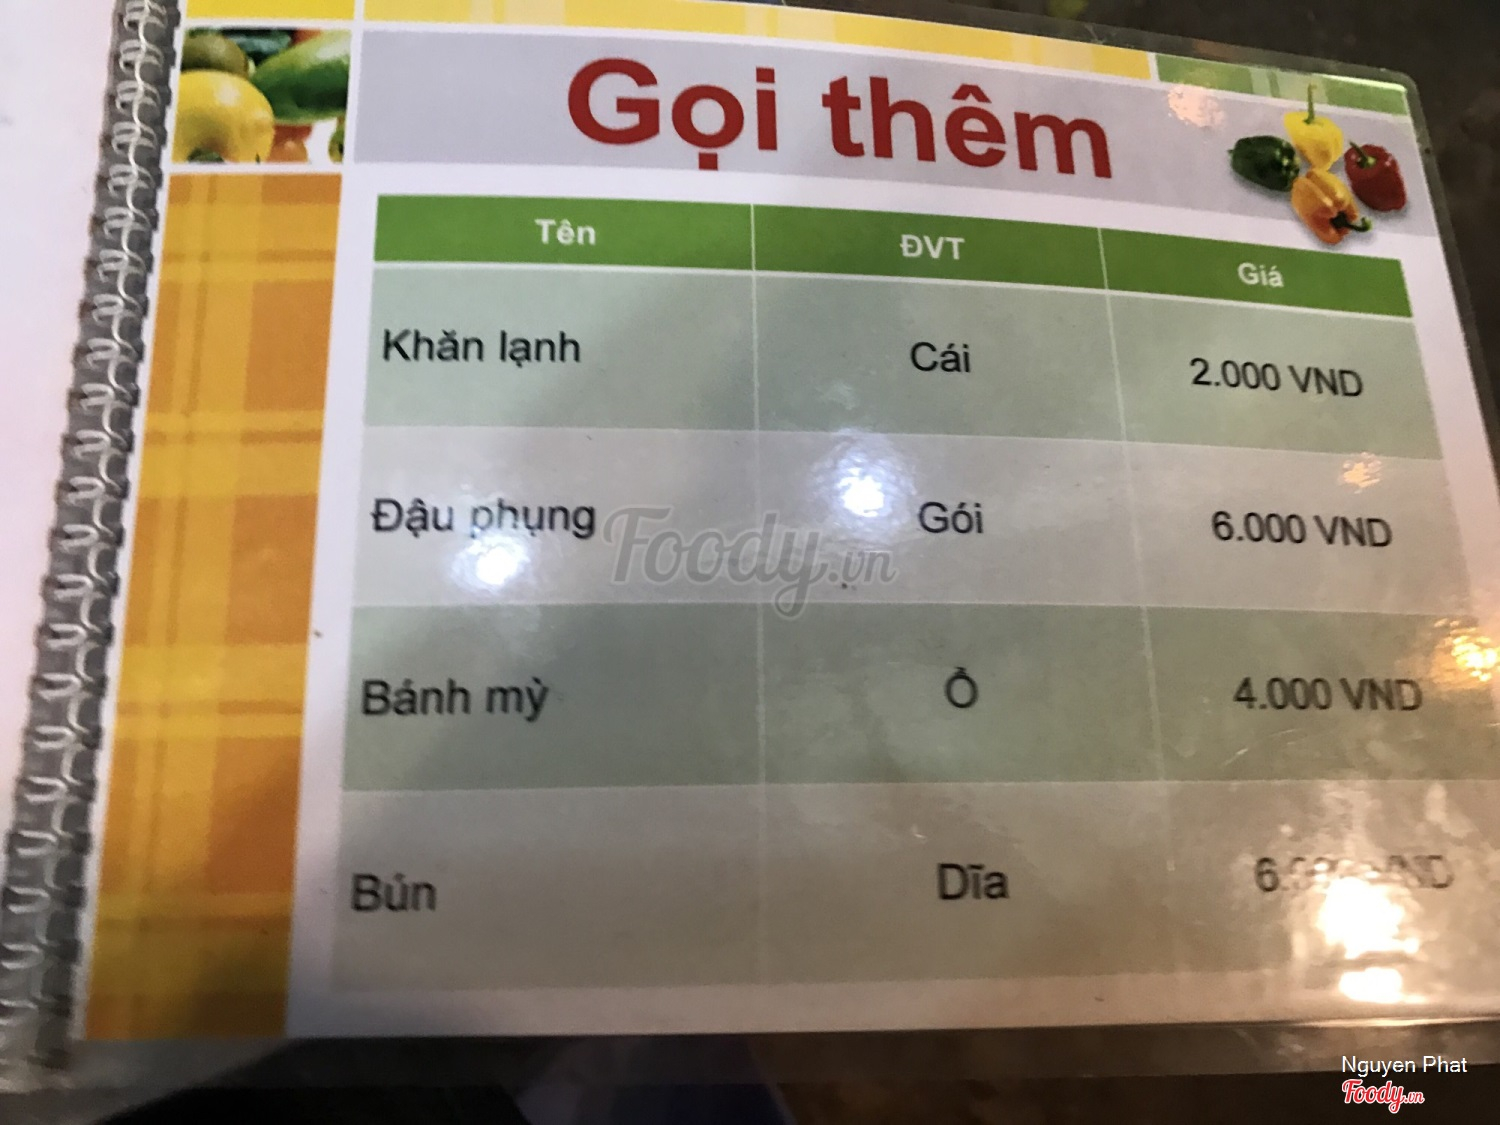 Gọi thêm
Tên ĐVT Giá
Khăn lạnh Cái 2.000 VND
Đậu phụng Gói 6.000 VND
Bánh mỳ Ổ 4.000 VND
Bún Dĩa VND
Foody.vn
Nguyen Phat
Foody.vn